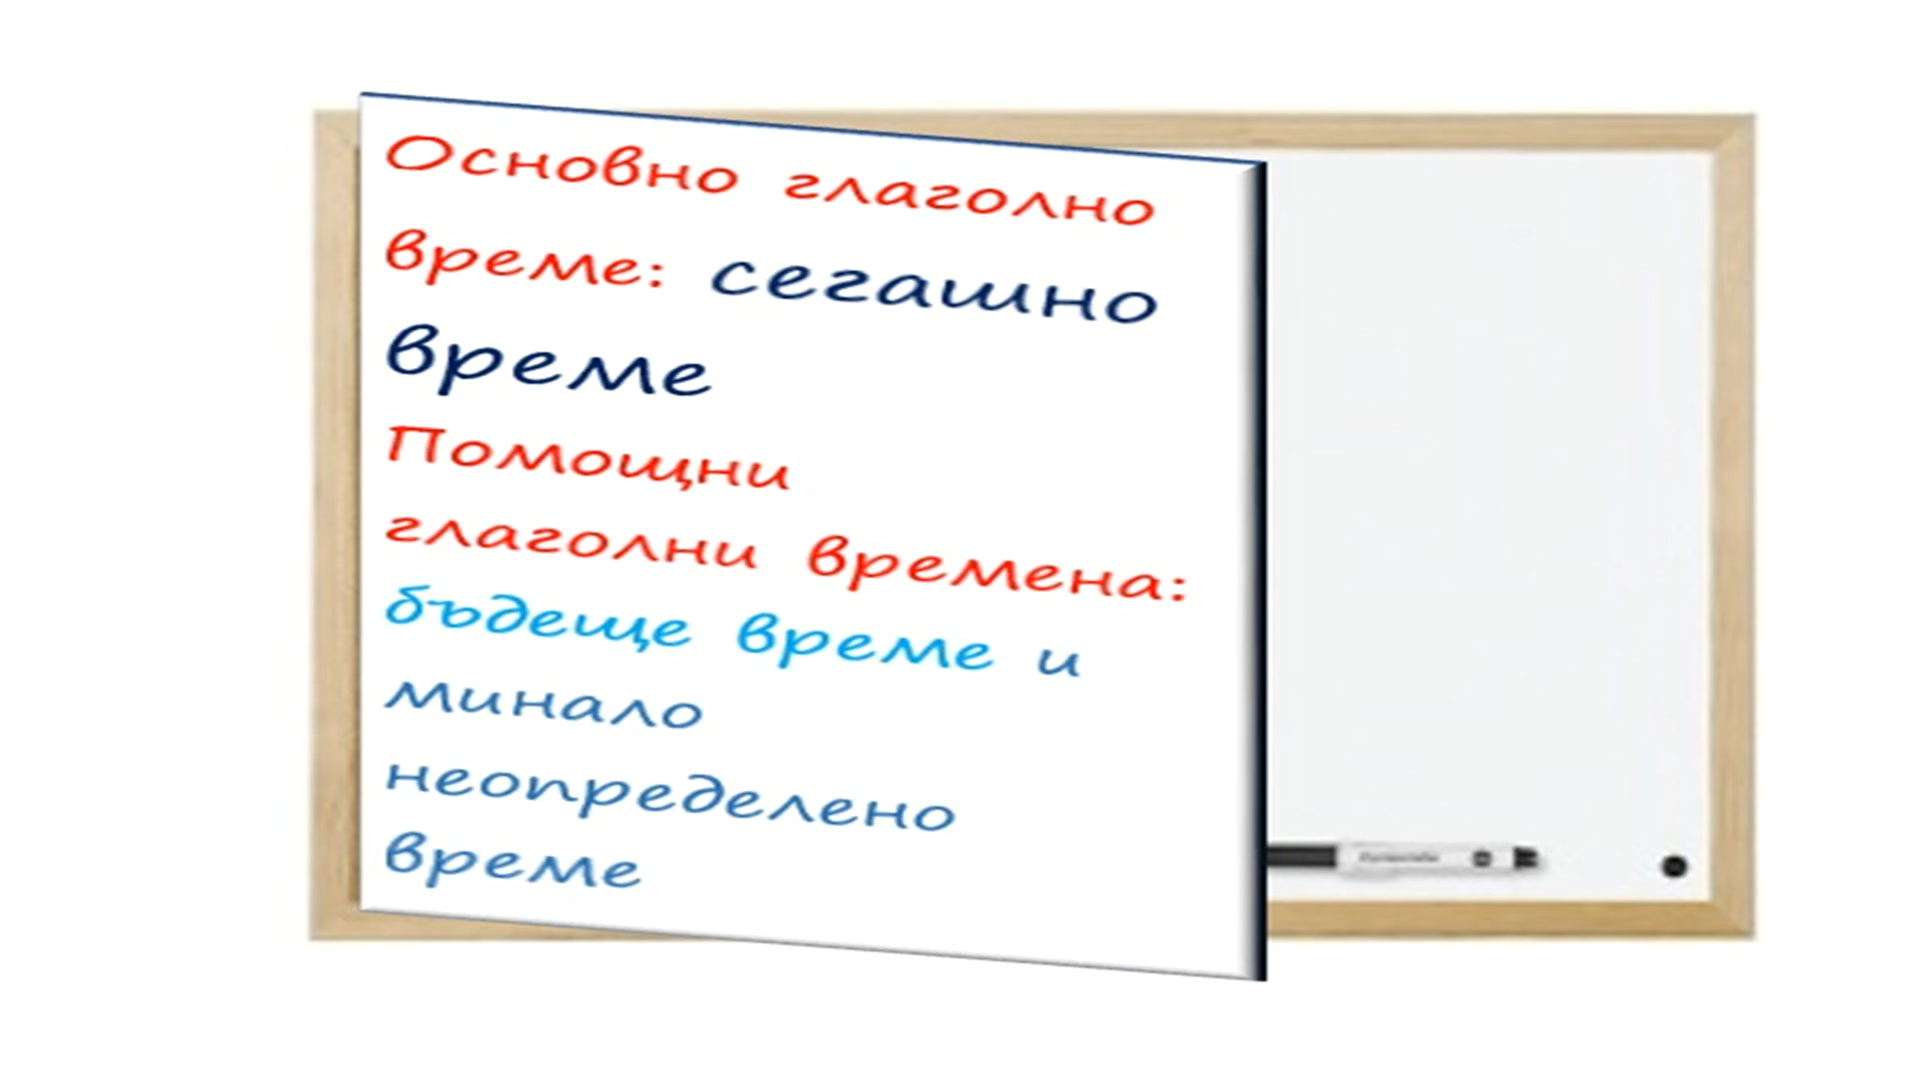 Основно глаголно
време: сегашно
време
Помощни
глаголни времена:
бъдеще време и
минало
неопределено
време